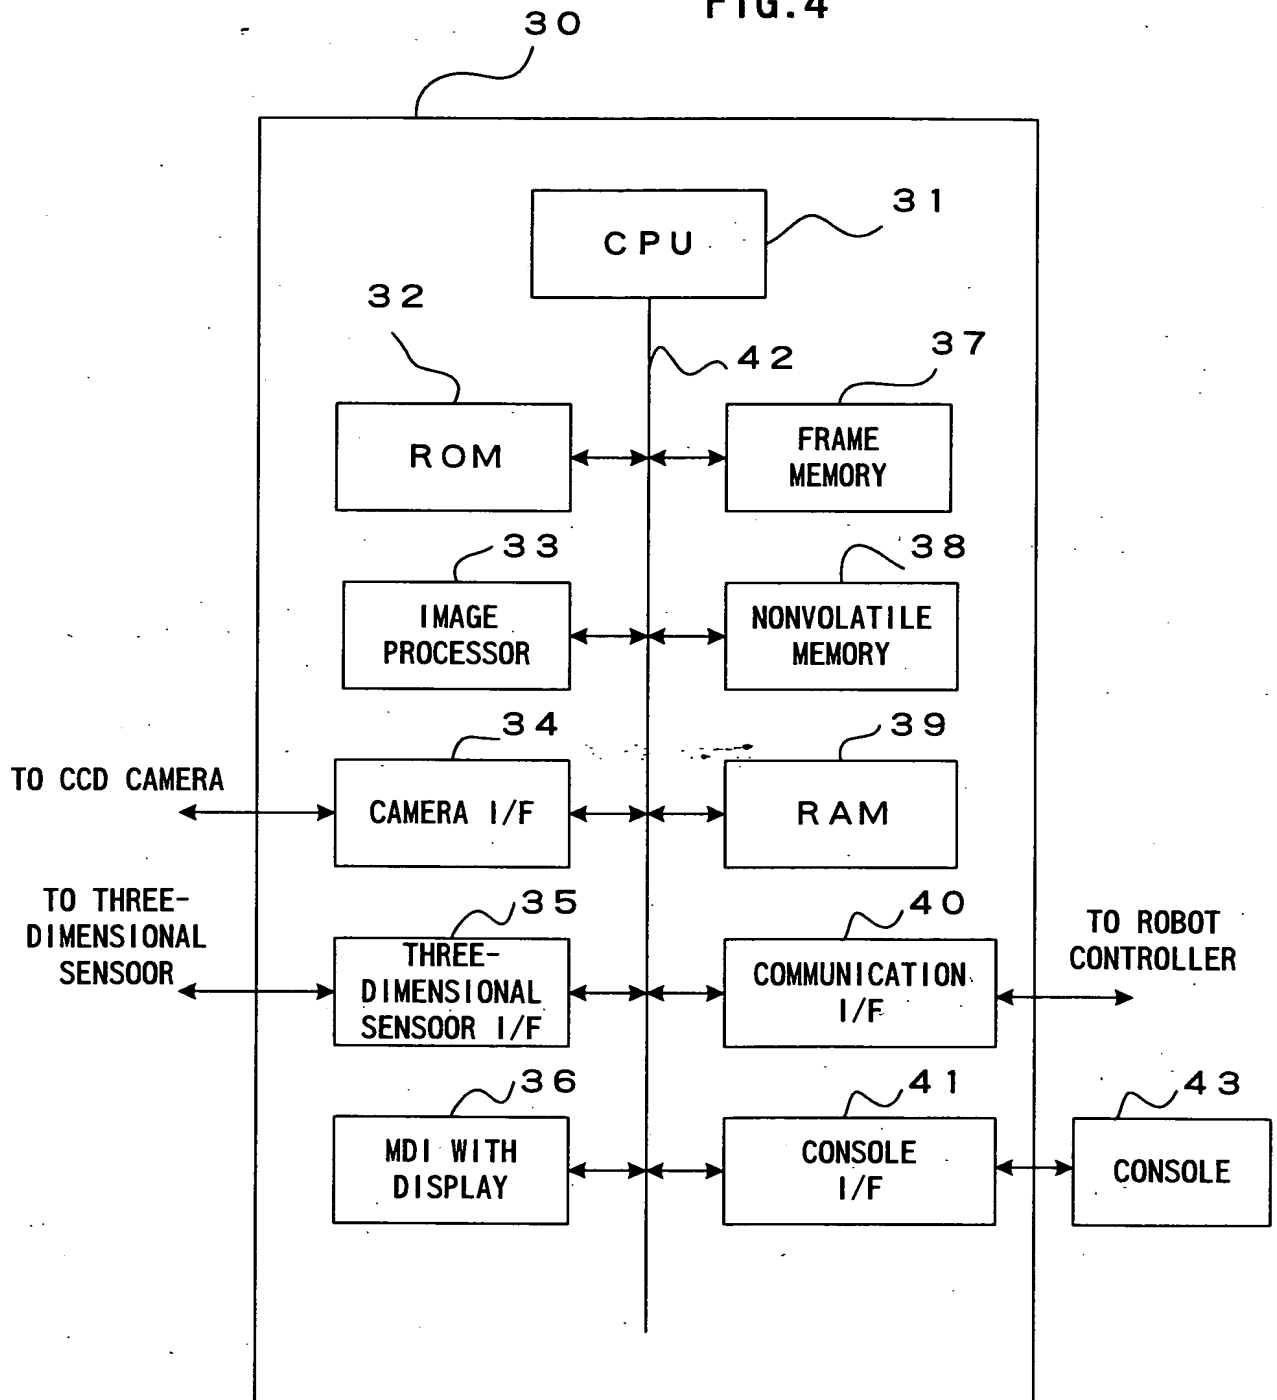 FIG.4
30
CPU
31
32
42
37
ROM
FRAME
MEMORY
33
38
IMAGE
PROCESSOR
NONVOLATILE
MEMORY
34
39
TO CCD CAMERA
CAMERA I/F
RAM
TO THREE-
DIMENSIONAL
SENSOOR
35
THREE-
DIMENSIONAL
SENSOOR I/F
40
COMMUNICATION
I/F
TO ROBOT
CONTROLLER
36
MDI WITH
DISPLAY
41
CONSOLE
I/F
43
CONSOLE